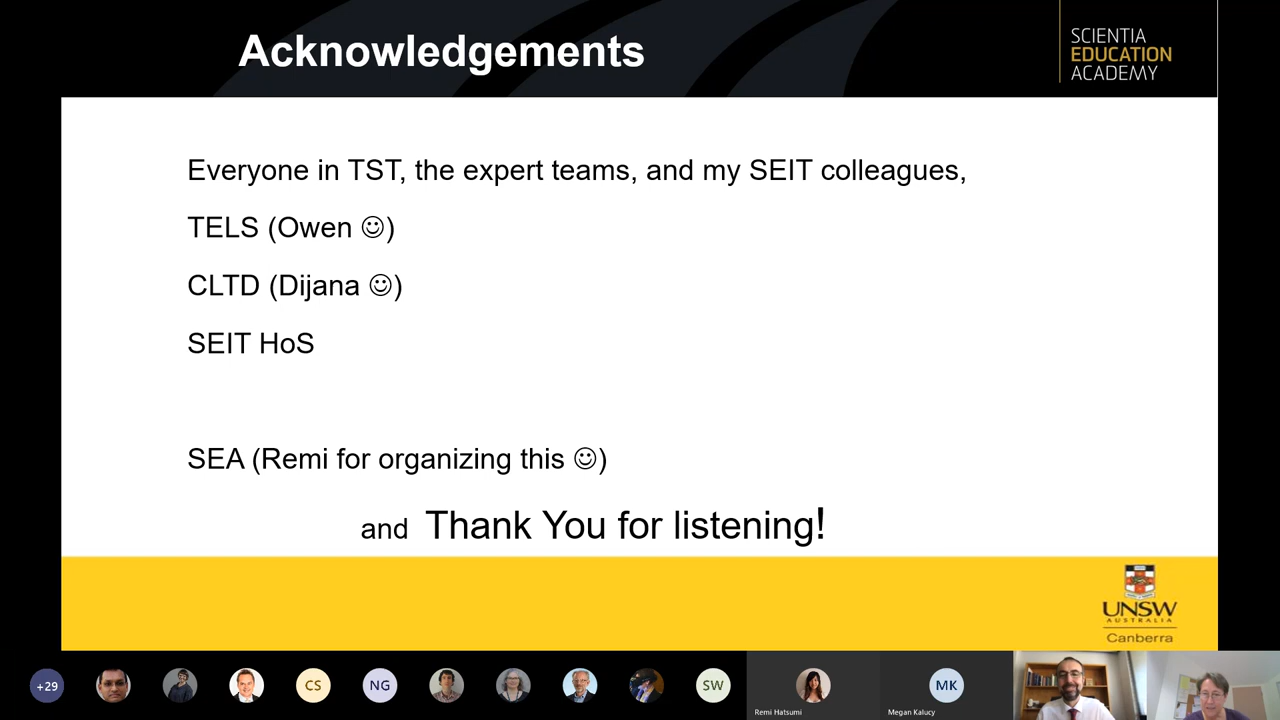 Acknowledgements
SCIENTIA
EDUCATION
ACADEMY
Everyone in TST, the expert teams, and my SEIT colleagues,
TELS (Owen ☺)
CLTD (Dijana ☺)
SEIT HoS
SEA (Remi for organizing this ☺)
and Thank You for listening!
UNSW
AUSTRALIA
Canberra
+29
CS
NG
SW
Remi Hatsumi
MK
Megan Kalucy